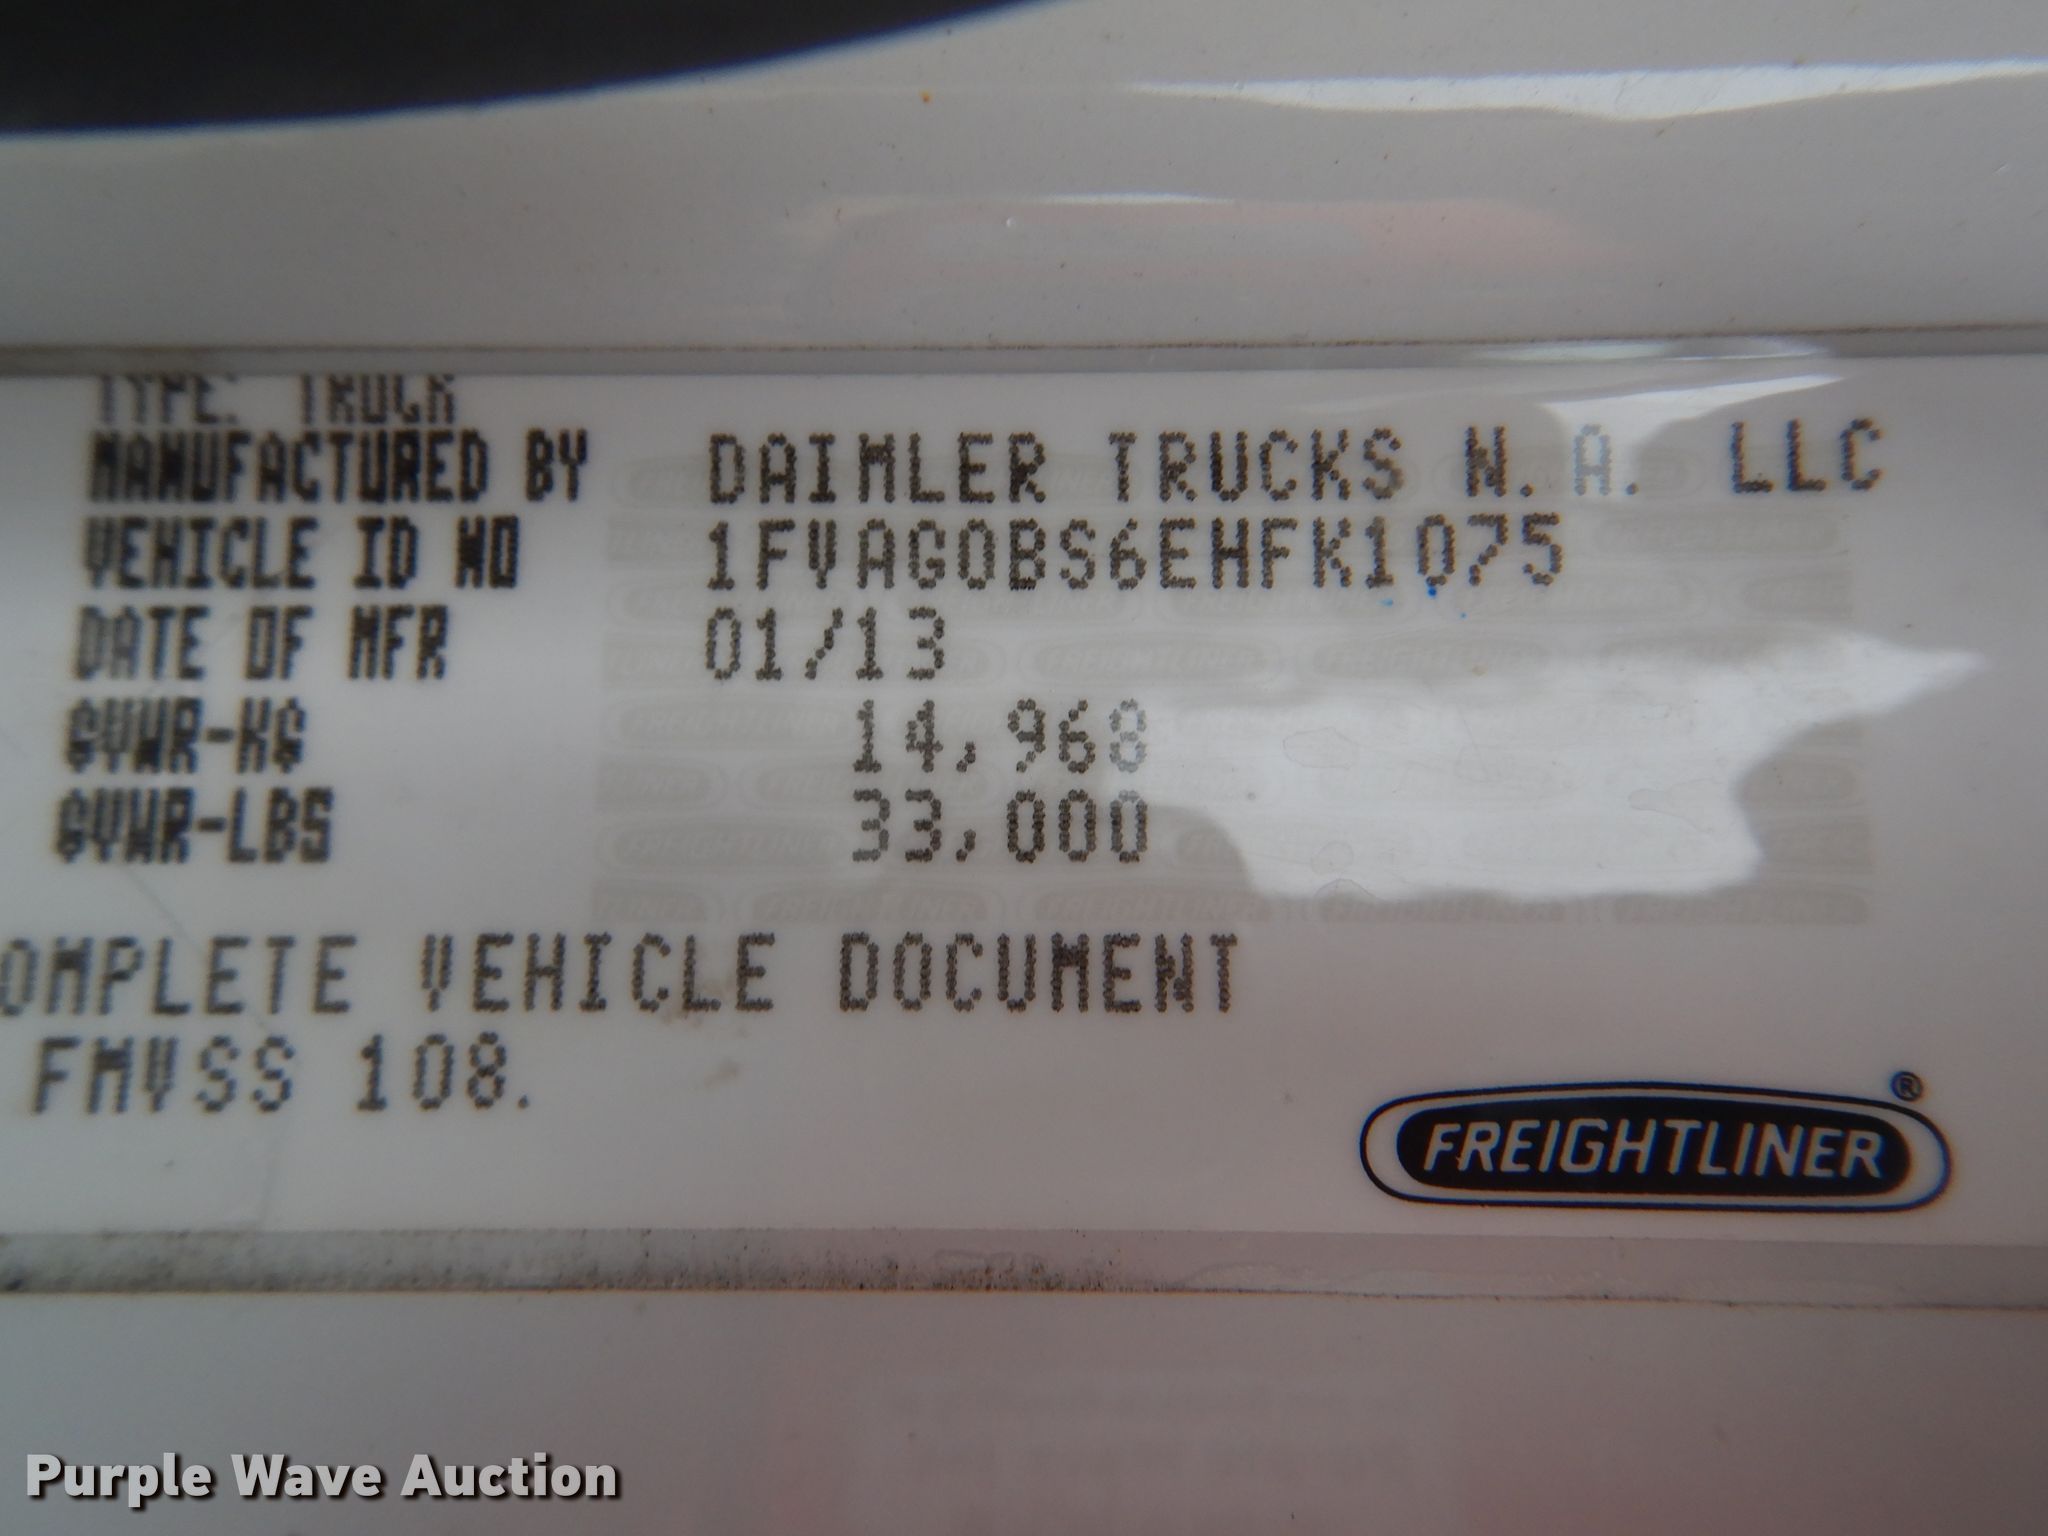 TYPE: TRUCK
MANUFACTURED BY DAIMLER TRUCKS N.A. LLC
VEHICLE ID NO 1FVAG0BS6EHFK1075
DATE OF MFR 01/13
GVWR-KG 14,968
GVWR-LBS 33,000
OMPLETE VEHICLE DOCUMENT
FMVSS 108.
FREIGHTLINER®
Purple Wave Auction